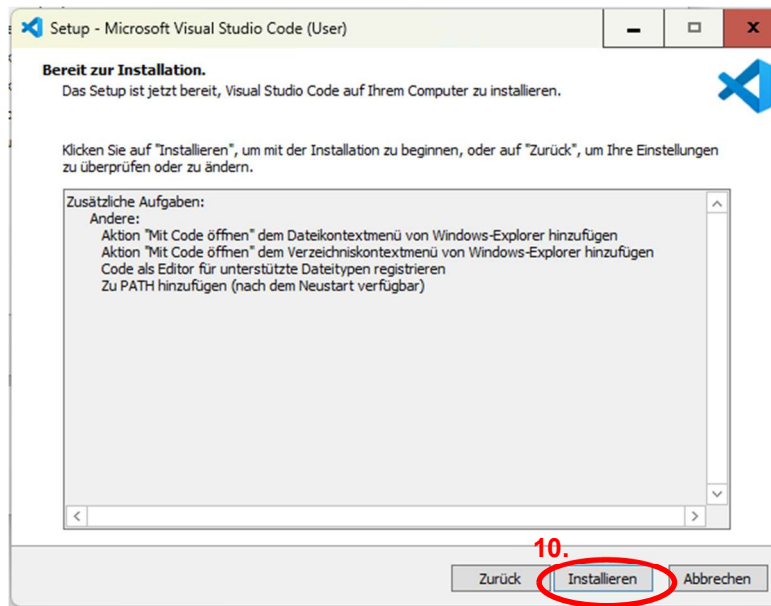 Setup - Microsoft Visual Studio Code (User)
Bereit zur Installation.
Das Setup ist jetzt bereit, Visual Studio Code auf Ihrem Computer zu installieren.
Klicken Sie auf "Installieren", um mit der Installation zu beginnen, oder auf "Zurück", um Ihre Einstellungen
zu überprüfen oder zu ändern.
Zusätzliche Aufgaben:
Andere:
Aktion "Mit Code öffnen" dem Dateikontextmenü von Windows-Explorer hinzufügen
Aktion "Mit Code öffnen" dem Verzeichniskontextmenü von Windows-Explorer hinzufügen
Code als Editor für unterstützte Dateitypen registrieren
Zu PATH hinzufügen (nach dem Neustart verfügbar)
10.
Zurück Installieren Abbrechen